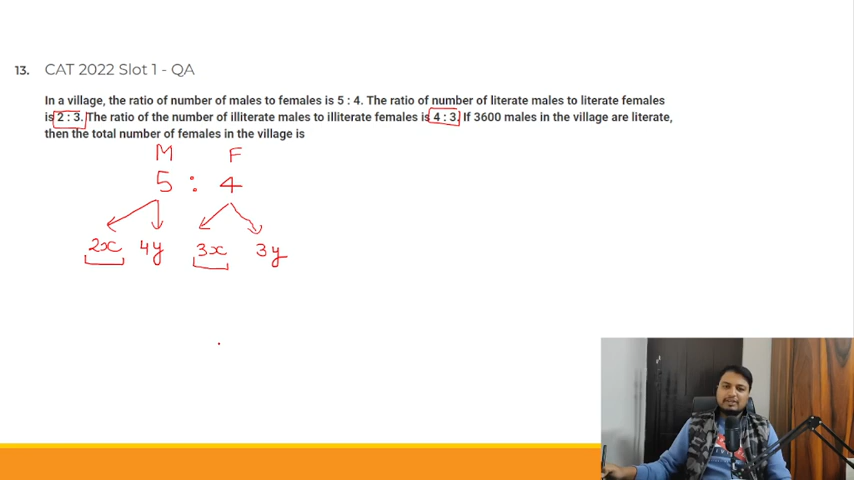 13. CAT 2022 Slot 1 - QA
In a village, the ratio of number of males to females is 5 : 4. The ratio of number of literate males to literate females
is 2 : 3. The ratio of the number of illiterate males to illiterate females is 4 : 3. If 3600 males in the village are literate,
then the total number of females in the village is
M F
5 : 4
2x 4y 3x 3y